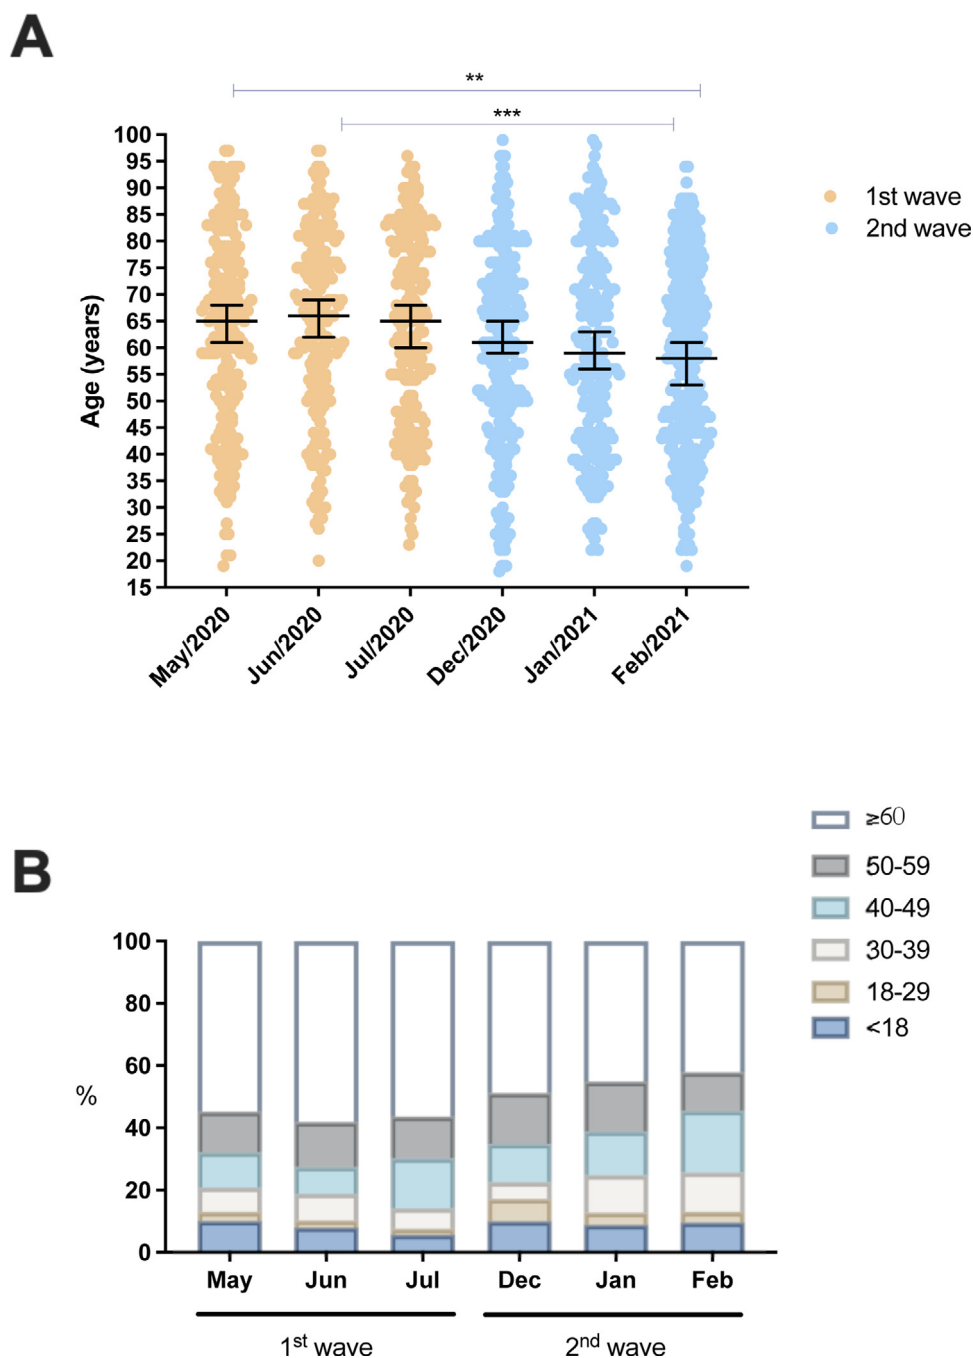 A
**
***
100
95
90
85
80
75
70
65
60
55
50
45
40
35
30
25
20
15
Age (years)
May/2020
Jun/2020
Jul/2020
Dec/2020
Jan/2021
Feb/2021
1st wave
2nd wave
B
≥60
50-59
40-49
30-39
18-29
<18
100
80
60
40
20
0
%
May Jun Jul Dec Jan Feb
1st wave 2nd wave